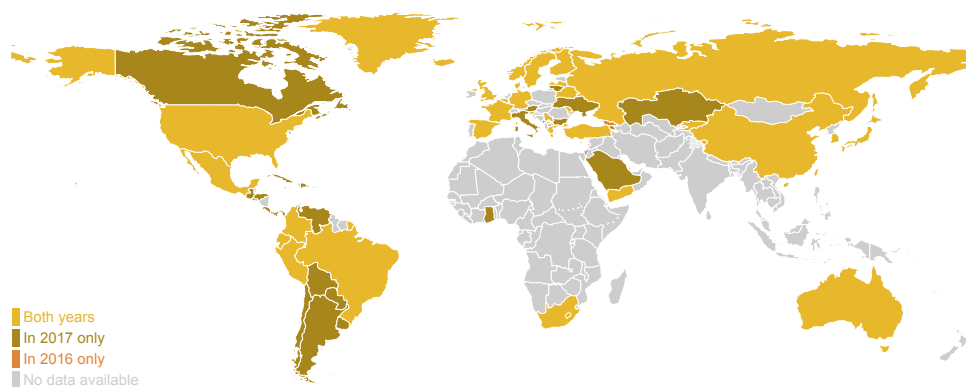 Both years
In 2017 only
In 2016 only
No data available